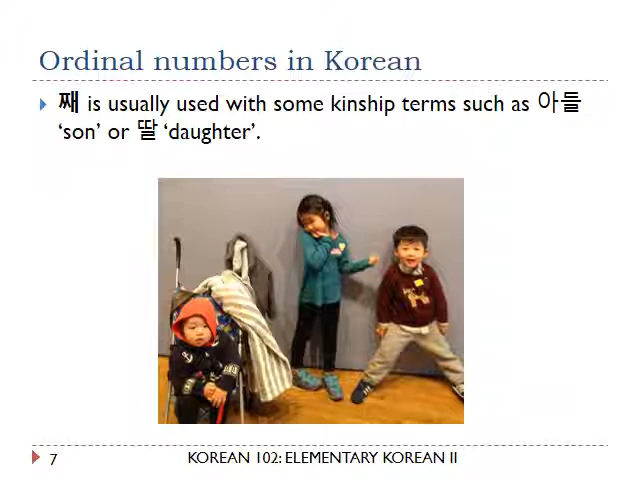 Ordinal numbers in Korean
째 is usually used with some kinship terms such as 아들
‘son’ or 딸 ‘daughter’.
7
KOREAN 102: ELEMENTARY KOREAN II